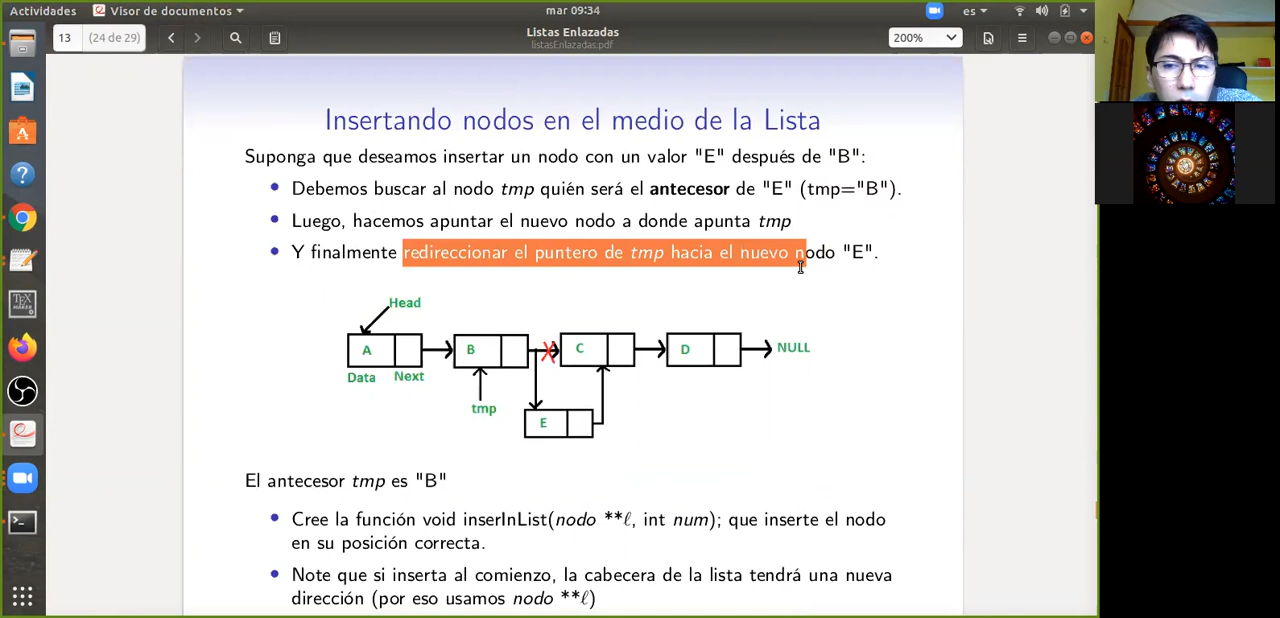 Actividades
Visor de documentos
mar 09:34
es
13
(24 de 29)
Listas Enlazadas
listasEnlazadas.pdf
200%
Insertando nodos en el medio de la Lista
Suponga que deseamos insertar un nodo con un valor "E" después de "B":
Debemos buscar al nodo tmp quién será el antecesor de "E" (tmp="B").
Luego, hacemos apuntar el nuevo nodo a donde apunta tmp
Y finalmente redireccionar el puntero de tmp hacia el nuevo nodo "E".
Head
A
B
C
D
NULL
Data
Next
tmp
E
El antecesor tmp es "B"
Cree la función void inserInList(nodo **ℓ, int num); que inserte el nodo
en su posición correcta.
Note que si inserta al comienzo, la cabecera de la lista tendrá una nueva
dirección (por eso usamos nodo **ℓ)